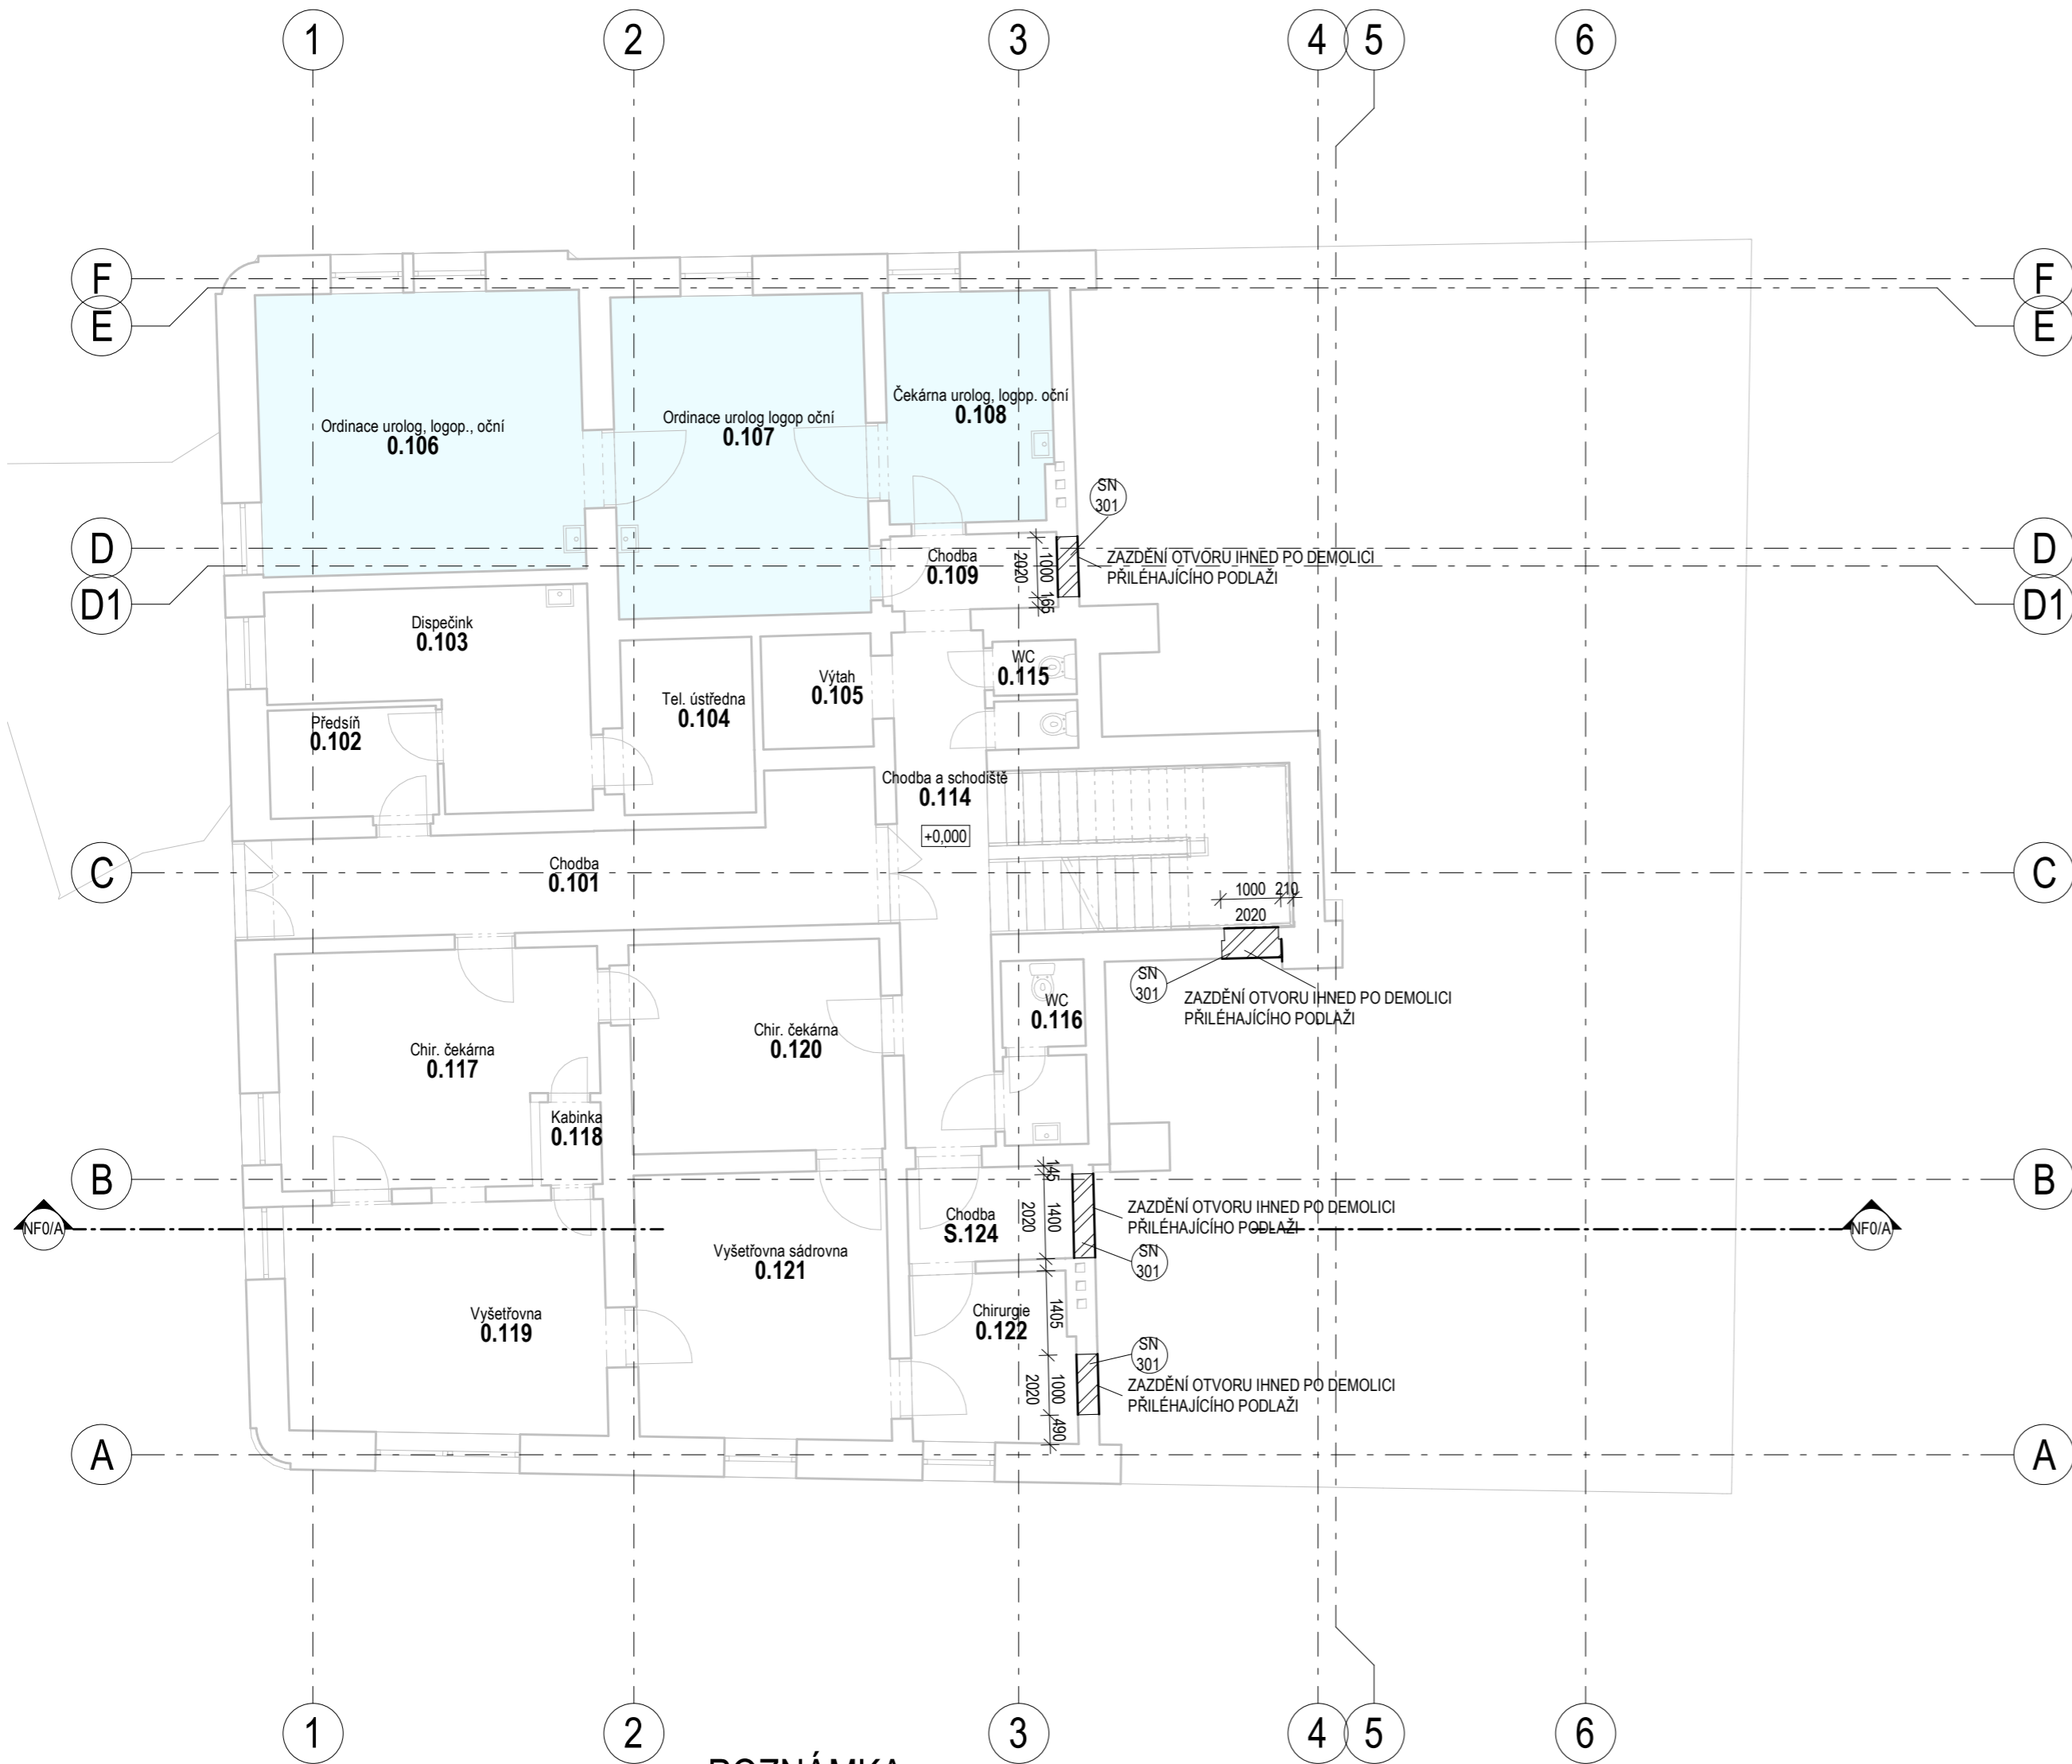 1
2
3
4
5
6
F
F
E
E
Ordinace urolog, logop., oční
0.106
Ordinace urolog logop oční
0.107
Čekárna urolog, logop. oční
0.108
SN
301
D
D
Chodba
0.109
1000
2020
165
ZAZDĚNÍ OTVORU IHNED PO DEMOLICI
PŘILÉHAJÍCÍHO PODLAŽI
D1
D1
Dispečink
0.103
WC
0.115
Výtah
0.105
Tel. ústředna
0.104
Předsíň
0.102
Chodba a schodiště
0.114
+0,000
C
C
Chodba
0.101
1000
210
2020
SN
301
ZAZDĚNÍ OTVORU IHNED PO DEMOLICI
PŘILÉHAJÍCÍHO PODLAŽI
WC
0.116
Chir. čekárna
0.120
Chir. čekárna
0.117
Kabinka
0.118
B
B
145
1400
2020
ZAZDĚNÍ OTVORU IHNED PO DEMOLICI
PŘILÉHAJÍCÍHO PODLAŽI
Chodba
S.124
NF0/A
NF0/A
SN
301
Vyšetřovna sádrovna
0.121
1405
Chirurgie
0.122
Vyšetřovna
0.119
SN
301
ZAZDĚNÍ OTVORU IHNED PO DEMOLICI
PŘILÉHAJÍCÍHO PODLAŽI
1000
2020
490
A
A
1
2
3
4
5
6
POZNÁMKA